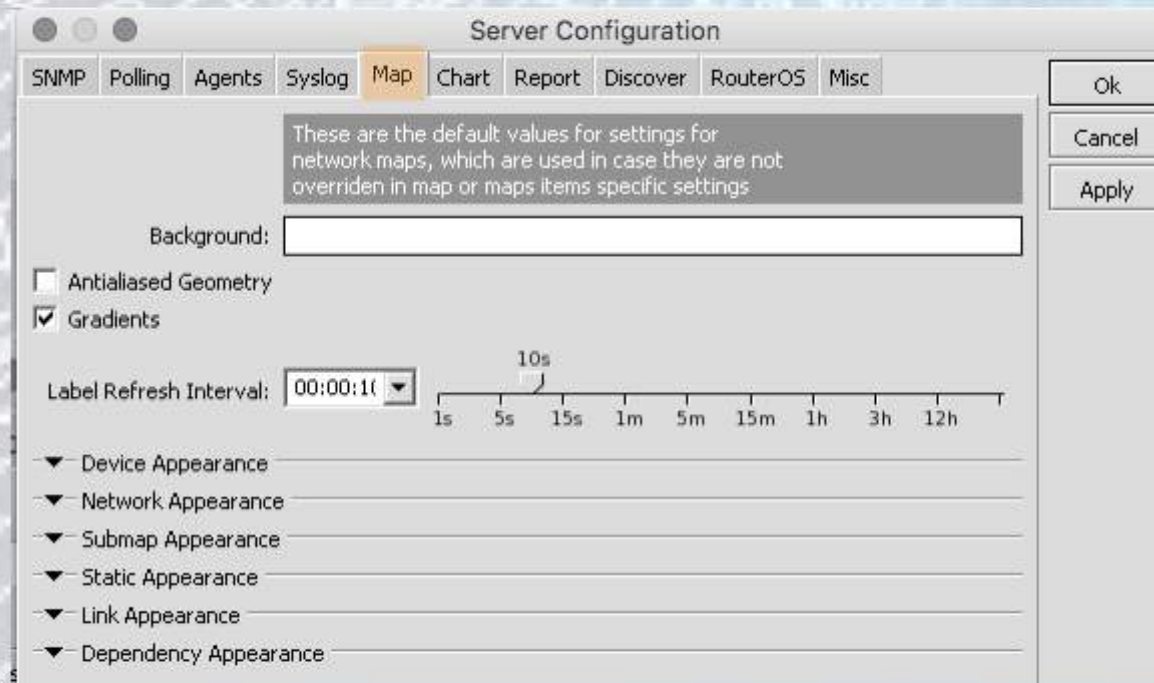 Server Configuration
SNMP Polling Agents Syslog Map Chart Report Discover RouterOS Misc
Ok
Cancel
Apply
These are the default values for settings for
network maps, which are used in case they are not
overriden in map or maps items specific settings
Background:
Antialiased Geometry
Gradients
10s
Label Refresh Interval: 00:00:1(
1s 5s 15s 1m 5m 15m 1h 3h 12h
Device Appearance
Network Appearance
Submap Appearance
Static Appearance
Link Appearance
Dependency Appearance